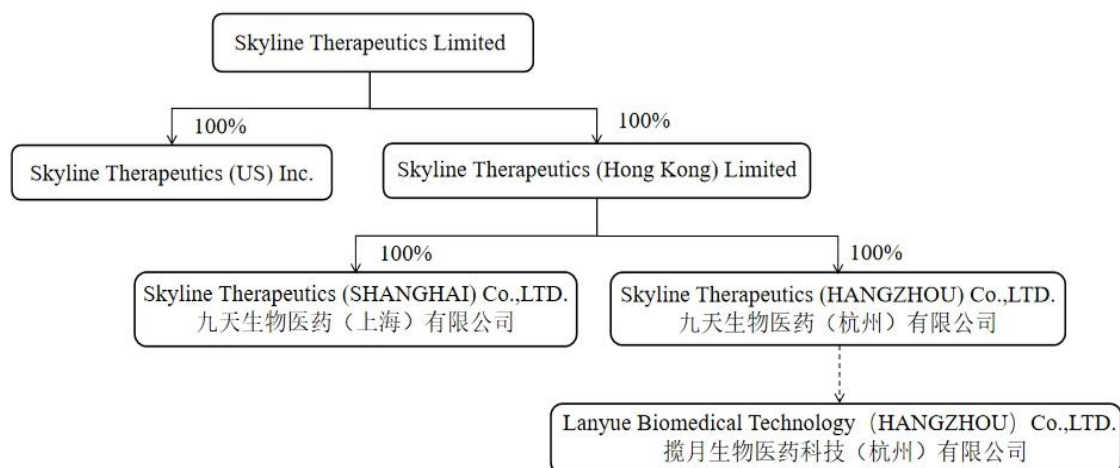 Skyline Therapeutics Limited
100%
100%
Skyline Therapeutics (US) Inc.
Skyline Therapeutics (Hong Kong) Limited
100%
100%
Skyline Therapeutics (SHANGHAI) Co.,LTD.
九天生物医药（上海）有限公司
Skyline Therapeutics (HANGZHOU) Co.,LTD.
九天生物医药（杭州）有限公司
Lanyue Biomedical Technology（HANGZHOU）Co.,LTD.
揽月生物医药科技（杭州）有限公司